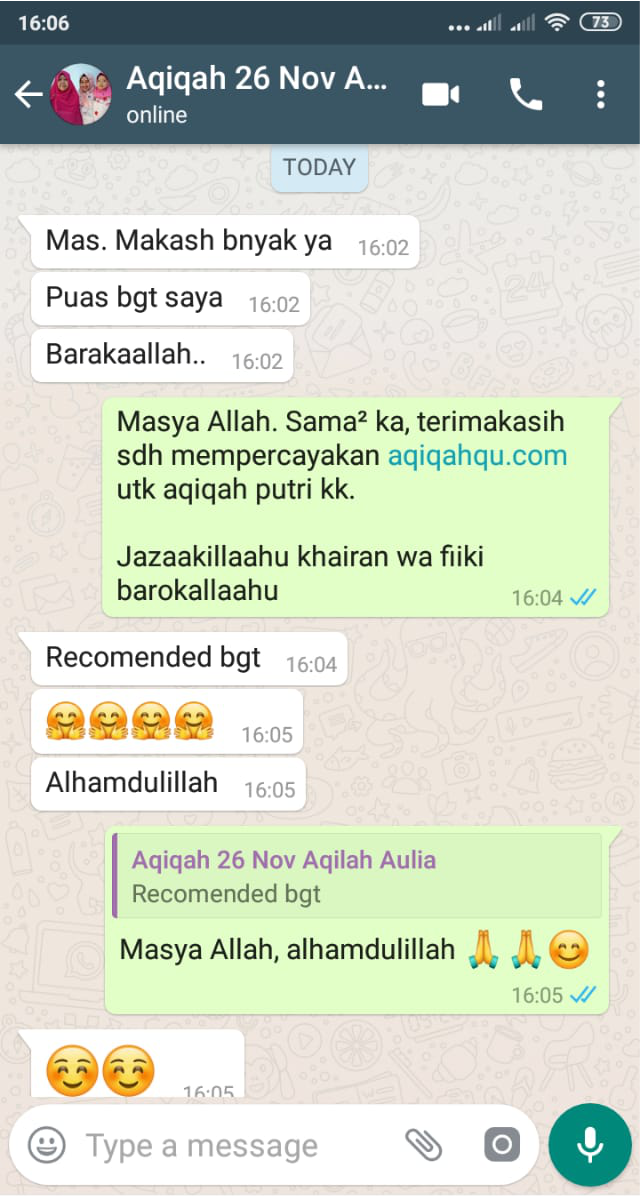 16:06
73
Aqiqah 26 Nov A...
online
TODAY
Mas. Makash bnyak ya 16:02
Puas bgt saya 16:02
Barakaallah.. 16:02
Masya Allah. Sama² ka, terimakasih
sdh mempercayakan aqiqahqu.com
utk aqiqah putri kk.
Jazaakillaahu khairan wa fiiki
barokallaahu 16:04
Recomended bgt 16:04
🤗🤗🤗🤗 16:05
Alhamdulillah 16:05
Aqiqah 26 Nov Aqilah Aulia
Recomended bgt
Masya Allah, alhamdulillah 🙏🙏😊
16:05
☺️☺️ 16:05
Type a message